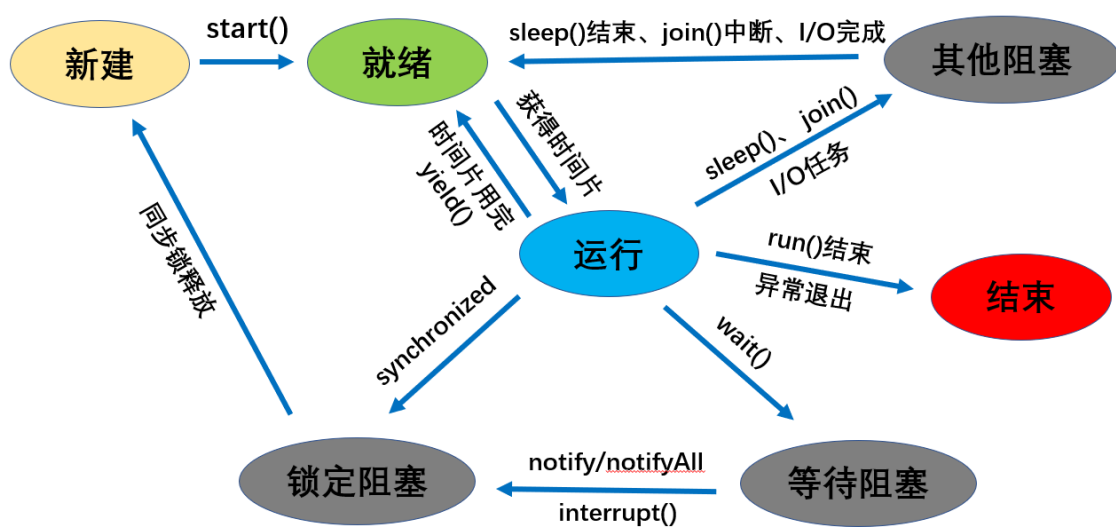 新建
start()
就绪
sleep()结束、join()中断、I/O完成
其他阻塞
获得时间片
时间片用完
yield()
sleep()、join()
I/O任务
运行
run()结束
异常退出
结束
同步锁释放
synchronized
wait()
锁定阻塞
notify/notifyAll
interrupt()
等待阻塞